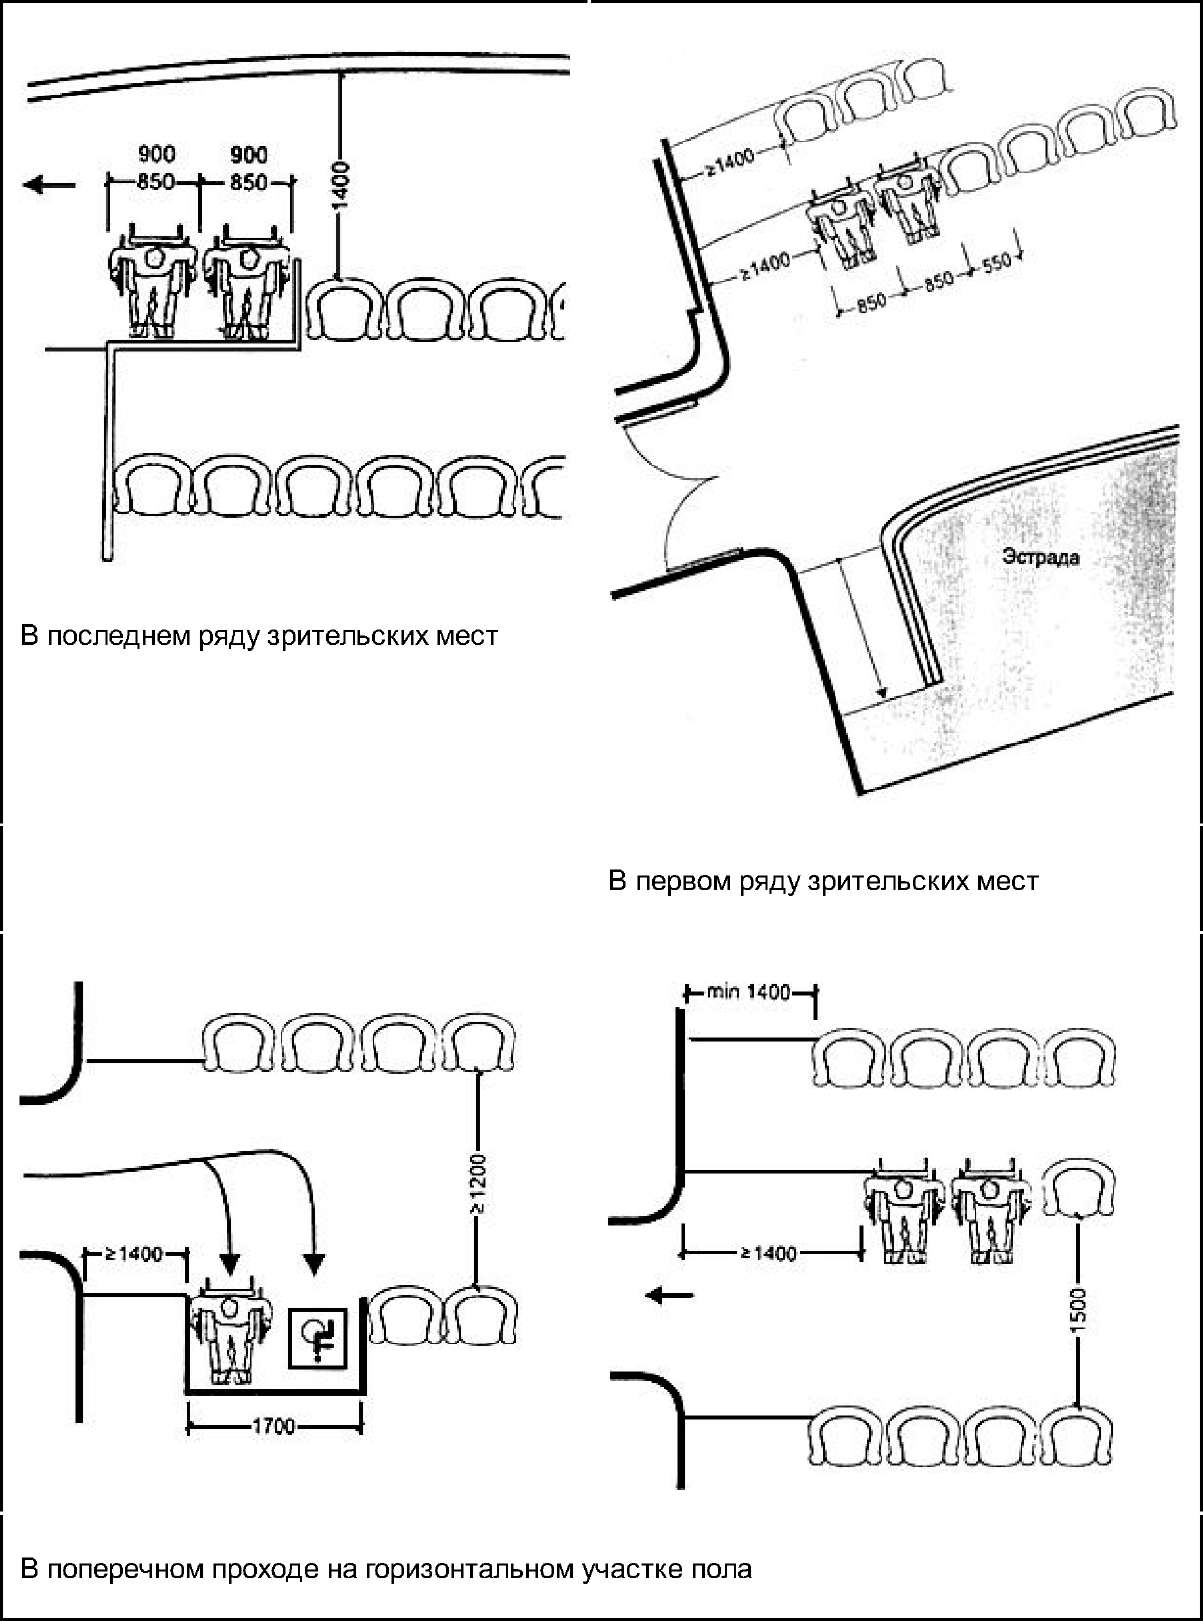 900 900
850 850
1400
В последнем ряду зрительских мест
≥1400
≥1400
850 850 550
Эстрада
В первом ряду зрительских мест
≥1200
≥1400
1700
min 1400
≥1400
1500
В поперечном проходе на горизонтальном участке пола